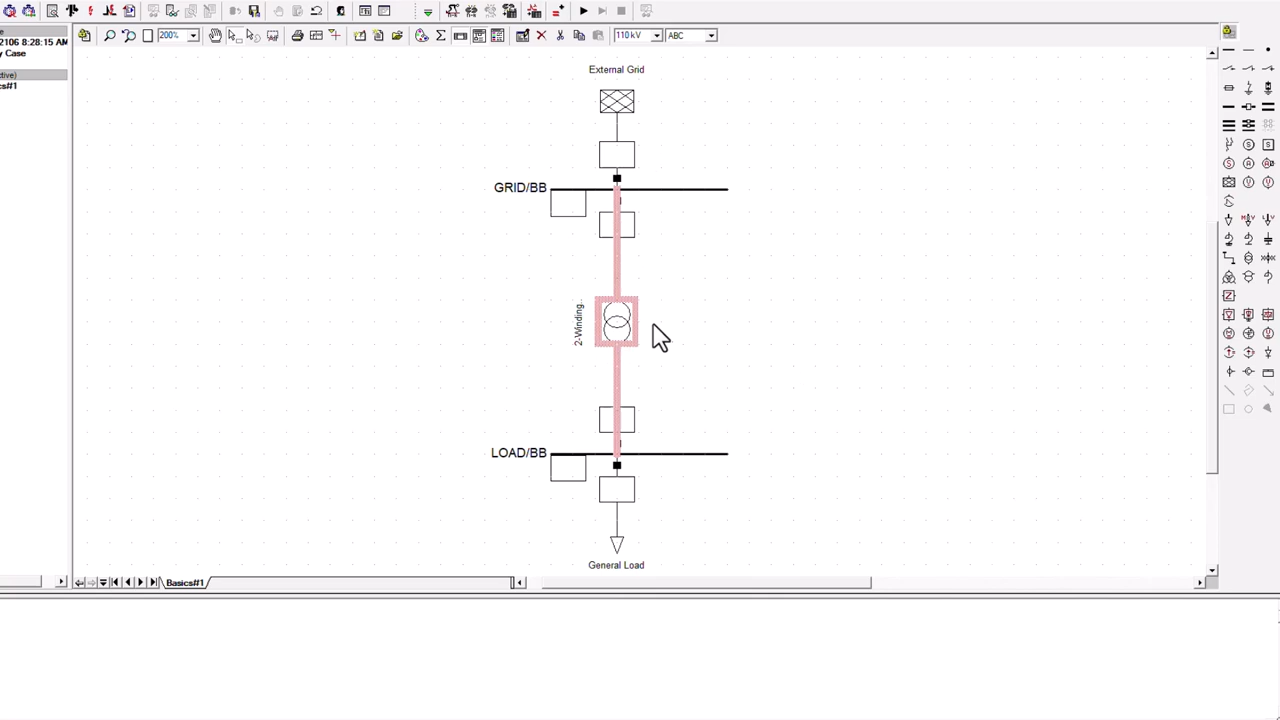 2106 8:28:15 AM
y Case
tive)
cs#1
200%
110 kV
ABC
External Grid
GRID/BB
2-Winding..
LOAD/BB
General Load
Basics#1